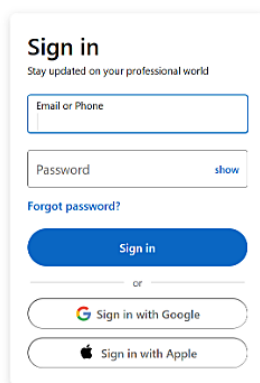 Sign in
Stay updated on your professional world
Email or Phone
Password show
Forgot password?
Sign in
or
Sign in with Google
Sign in with Apple